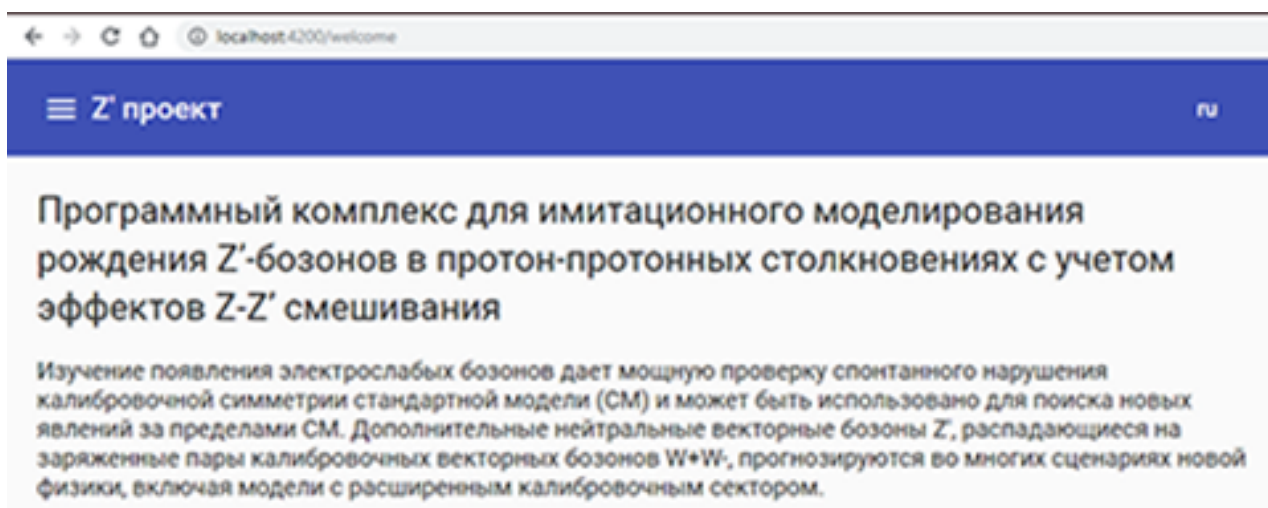 localhost:4200/welcome
Z' проект
ru
Программный комплекс для имитационного моделирования
рождения Z′-бозонов в протон-протонных столкновениях с учетом
эффектов Z-Z′ смешивания
Изучение появления электрослабых бозонов дает мощную проверку спонтанного нарушения
калибровочной симметрии стандартной модели (СМ) и может быть использовано для поиска новых
явлений за пределами СМ. Дополнительные нейтральные векторные бозоны Z′, распадающиеся на
заряженные пары калибровочных векторных бозонов W+W-, прогнозируются во многих сценариях новой
физики, включая модели с расширенным калибровочным сектором.